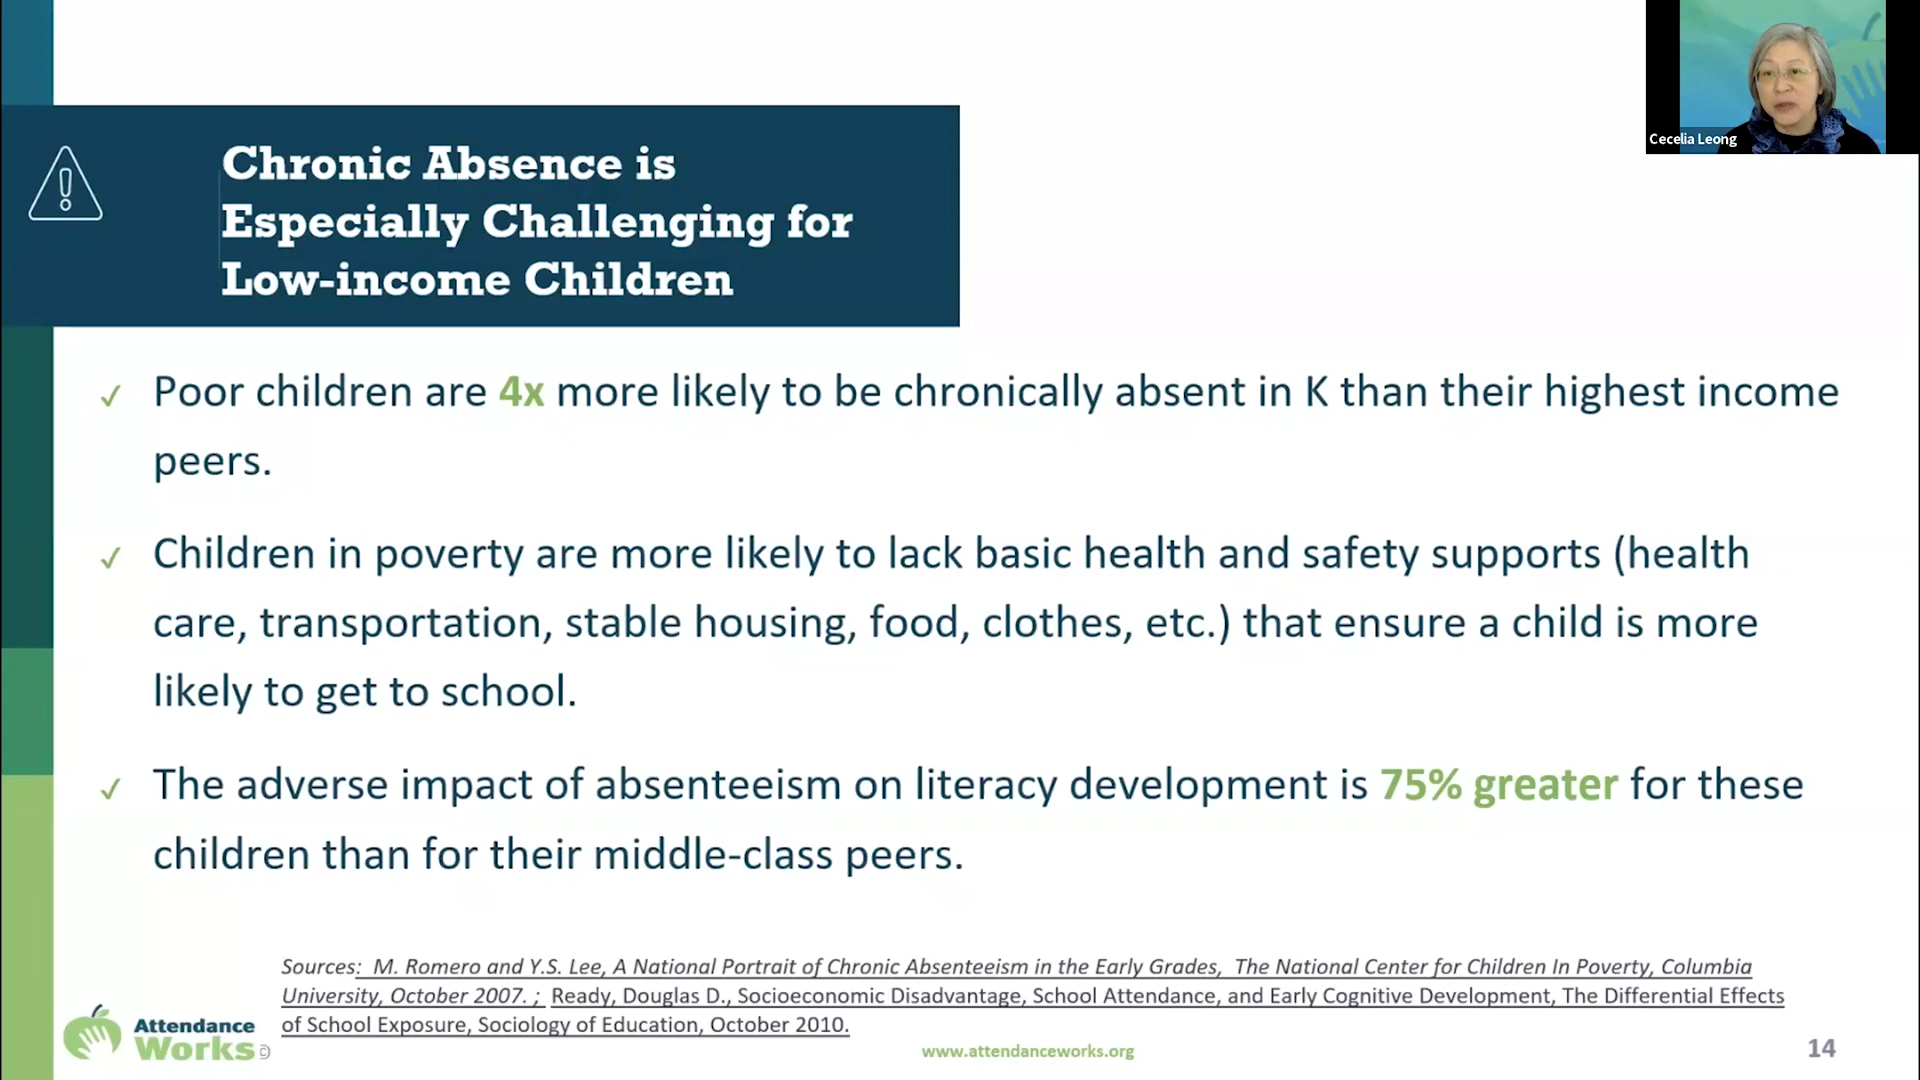 Cecelia Leong
Chronic Absence is
Especially Challenging for
Low-income Children
✓ Poor children are 4x more likely to be chronically absent in K than their highest income
peers.
✓ Children in poverty are more likely to lack basic health and safety supports (health
care, transportation, stable housing, food, clothes, etc.) that ensure a child is more
likely to get to school.
✓ The adverse impact of absenteeism on literacy development is 75% greater for these
children than for their middle-class peers.
Sources: M. Romero and Y.S. Lee, A National Portrait of Chronic Absenteeism in the Early Grades, The National Center for Children In Poverty, Columbia
University, October 2007. ; Ready, Douglas D., Socioeconomic Disadvantage, School Attendance, and Early Cognitive Development, The Differential Effects
of School Exposure, Sociology of Education, October 2010.
Attendance
Works©
www.attendanceworks.org
14